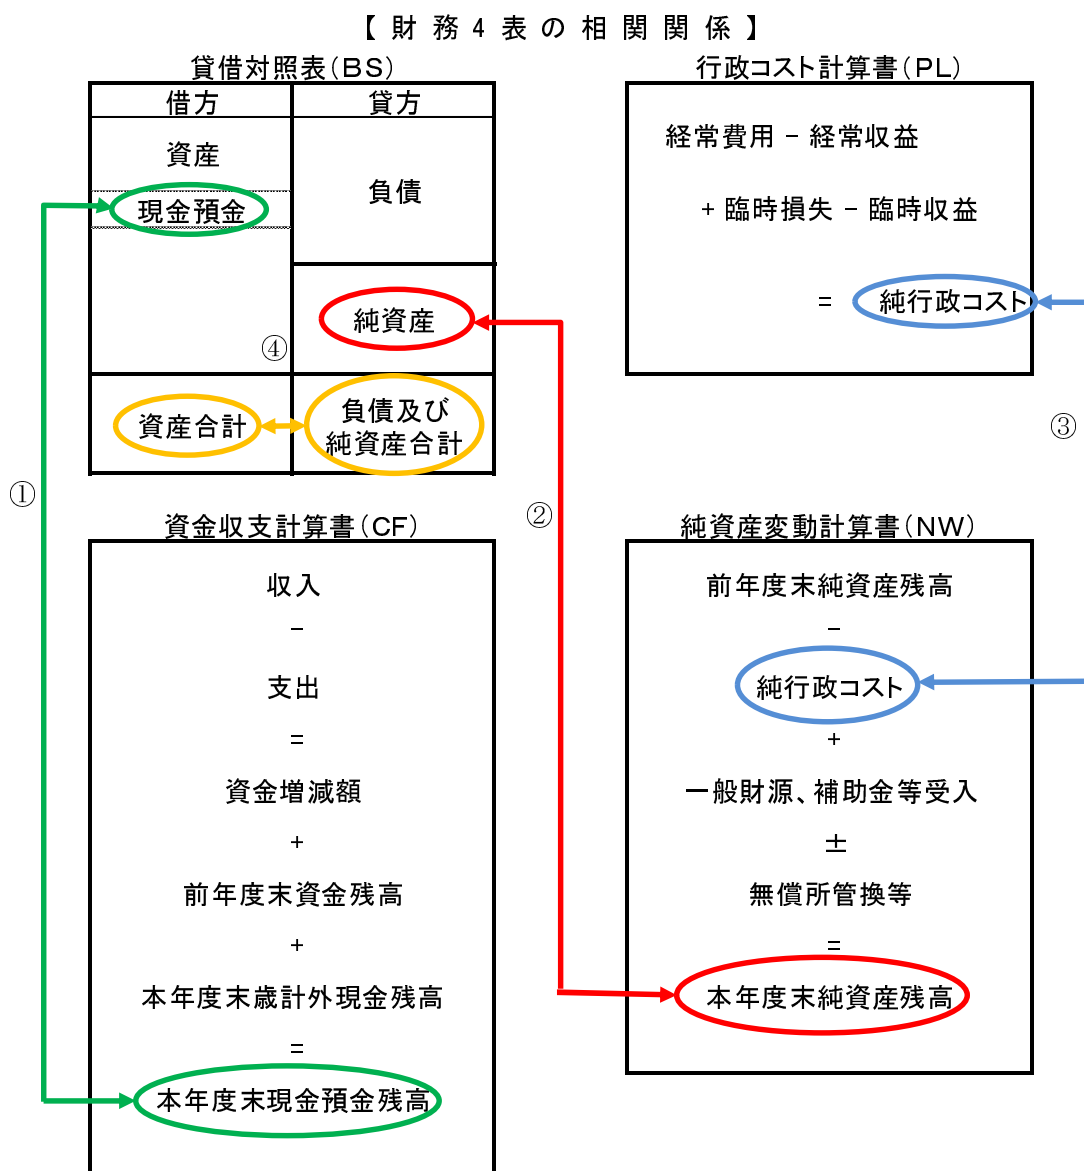 【 財 務 4 表 の 相 関 関 係 】
貸借対照表(BS)
借方
貸方
資産
現金預金
負債
純資産
④
資産合計
負債及び
純資産合計
行政コスト計算書(PL)
経常費用 − 経常収益
+ 臨時損失 − 臨時収益
= 純行政コスト
①
②
③
資金収支計算書(CF)
収入
−
支出
=
資金増減額
+
前年度末資金残高
+
本年度末歳計外現金残高
=
本年度末現金預金残高
純資産変動計算書(NW)
前年度末純資産残高
−
純行政コスト
+
一般財源、補助金等受入
±
無償所管換等
=
本年度末純資産残高